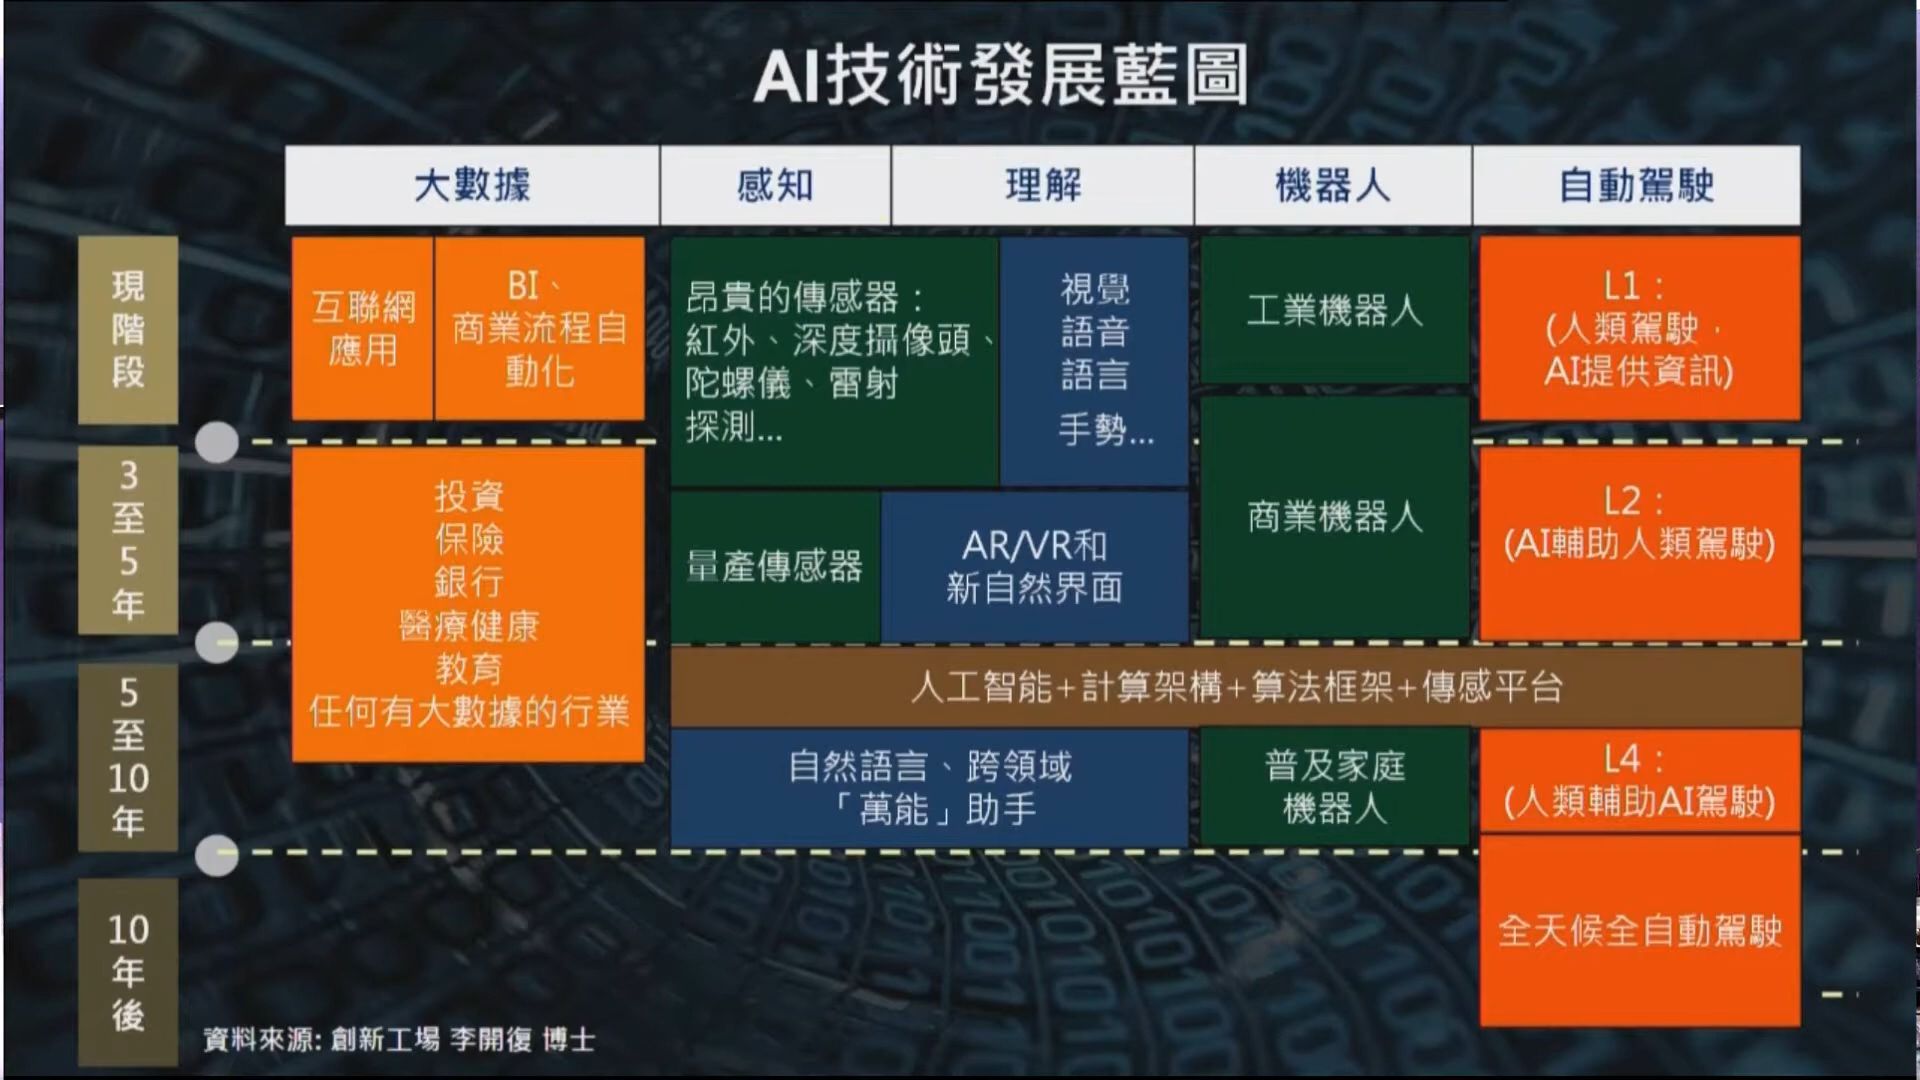 AI技術發展藍圖
大數據
感知
理解
機器人
自動駕駛
現
階
段
互聯網
應用
BI、
商業流程自
動化
昂貴的傳感器：
紅外、深度攝像頭、
陀螺儀、雷射
探測...
視覺
語音
語言
手勢...
工業機器人
L1：
(人類駕駛，
AI提供資訊)
3
至
5
年
投資
保險
銀行
醫療健康
教育
任何有大數據的行業
量產傳感器
AR/VR和
新自然界面
商業機器人
L2：
(AI輔助人類駕駛)
5
至
10
年
人工智能+計算架構+算法框架+傳感平台
自然語言、跨領域
「萬能」助手
普及家庭
機器人
L4：
(人類輔助AI駕駛)
10
年
後
全天候全自動駕駛
資料來源: 創新工場 李開復 博士